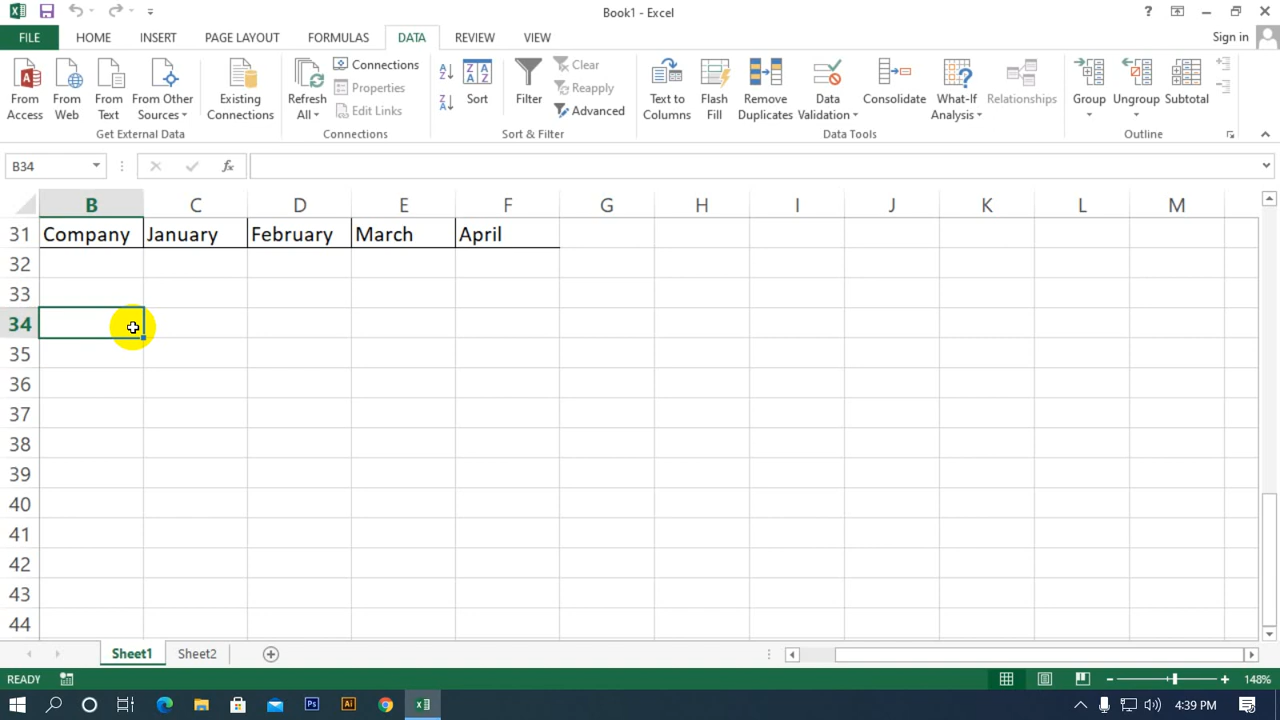 Book1 - Excel
?
FILE HOME INSERT PAGE LAYOUT FORMULAS DATA REVIEW VIEW Sign in
From Access
From Web
From Text
From Other Sources
Get External Data
Existing Connections
Refresh All
Connections
Properties
Edit Links
Connections
Sort
Filter
Clear
Reapply
Advanced
Sort & Filter
Text to Columns
Flash Fill
Remove Duplicates
Data Validation
Consolidate
What-If Analysis
Relationships
Data Tools
Group
Ungroup
Subtotal
Outline
B34 fx
B C D E F G H I J K L M
31 Company January February March April
32
33
34
35
36
37
38
39
40
41
42
43
44
Sheet1 Sheet2
READY 148%
Ps Ai 4:39 PM